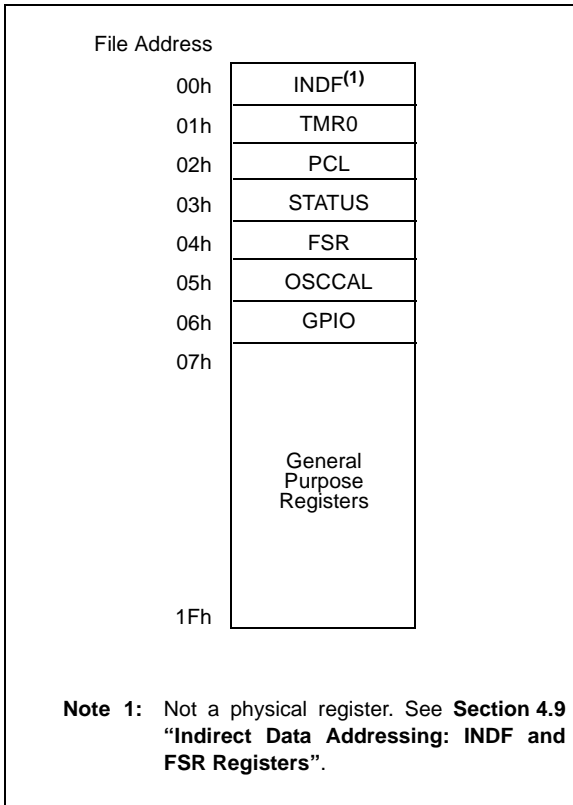 File Address
00h INDF(1)
01h TMR0
02h PCL
03h STATUS
04h FSR
05h OSCCAL
06h GPIO
07h
General
Purpose
Registers
1Fh
Note 1: Not a physical register. See Section 4.9
“Indirect Data Addressing: INDF and
FSR Registers”.